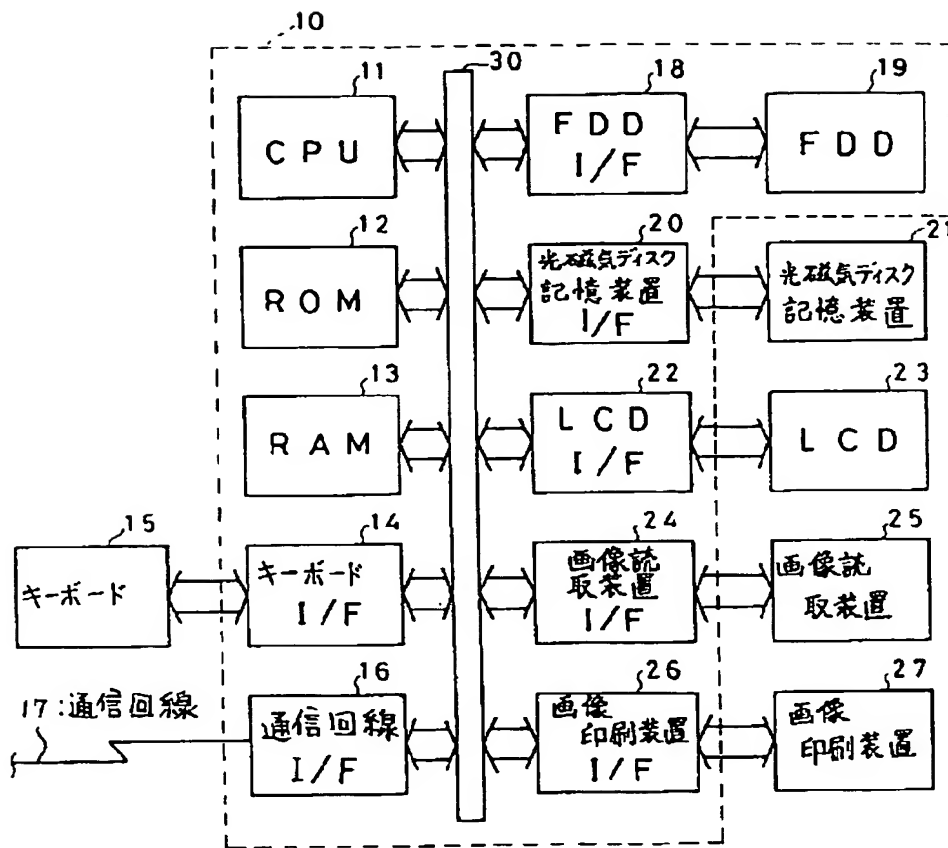 10
30
11
CPU
18
FDD
I/F
19
FDD
12
ROM
20
光磁気ディスク
記憶装置
I/F
21
光磁気ディスク
記憶装置
13
RAM
22
LCD
I/F
23
LCD
15
キーボード
14
キーボード
I/F
24
画像読
取装置
I/F
25
画像読
取装置
17:通信回線
16
通信回線
I/F
26
画像
印刷装置
I/F
27
画像
印刷装置